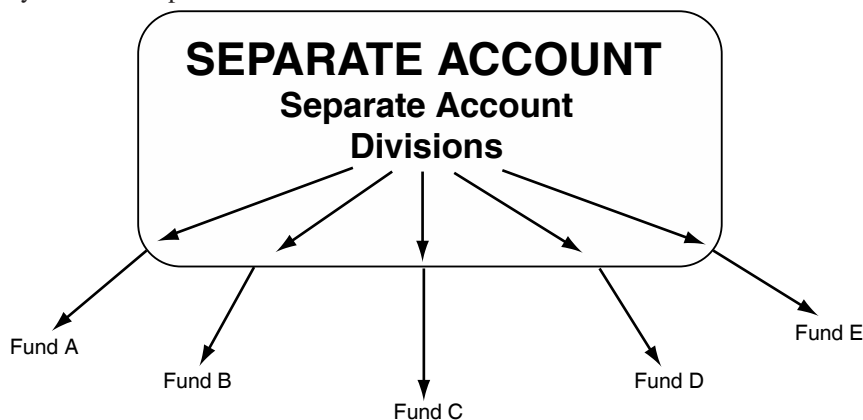 SEPARATE ACCOUNT
Separate Account
Divisions
Fund A
Fund B
Fund C
Fund D
Fund E